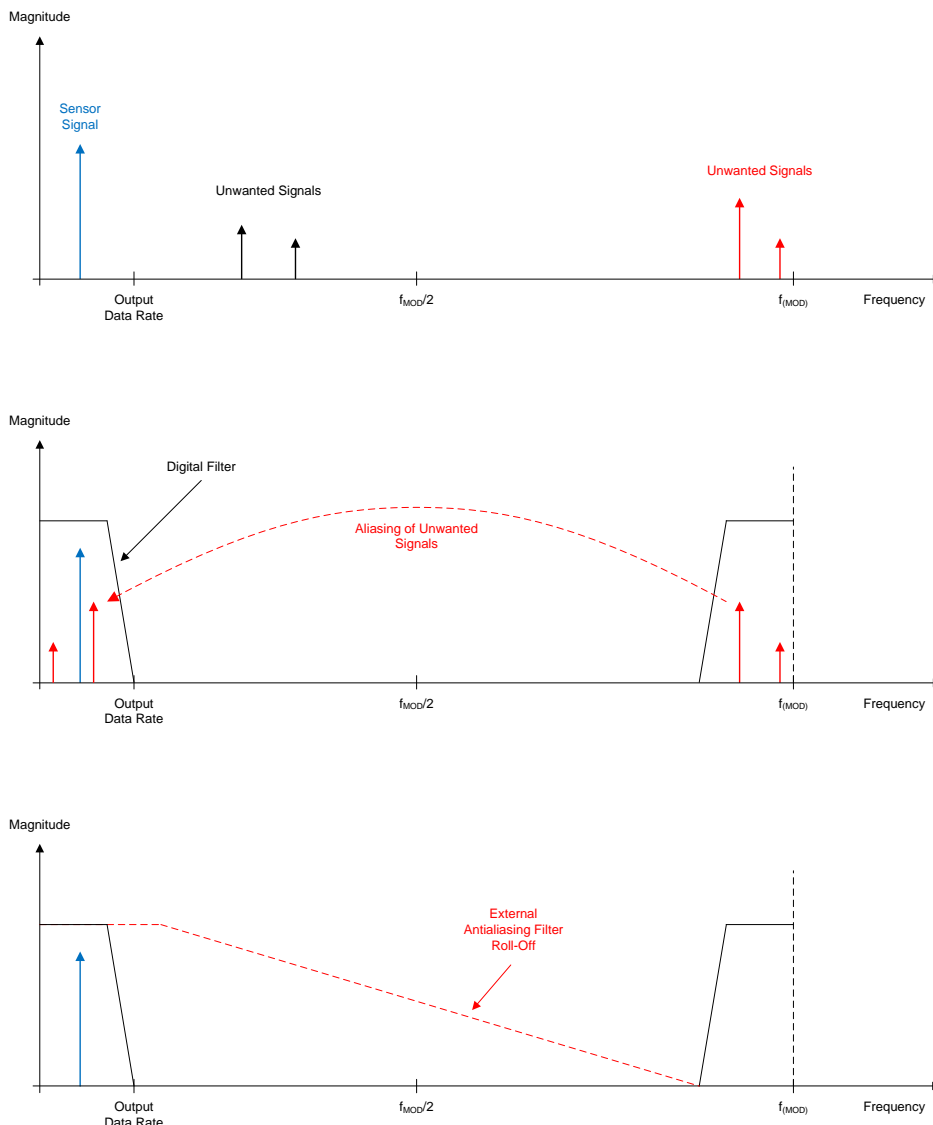 Magnitude
Sensor
Signal
Unwanted Signals
Unwanted Signals
Output
Data Rate
fMOD/2
f(MOD)
Frequency
Magnitude
Digital Filter
Aliasing of Unwanted
Signals
Output
Data Rate
fMOD/2
f(MOD)
Frequency
Magnitude
External
Antialiasing Filter
Roll-Off
Output
Data Rate
fMOD/2
f(MOD)
Frequency